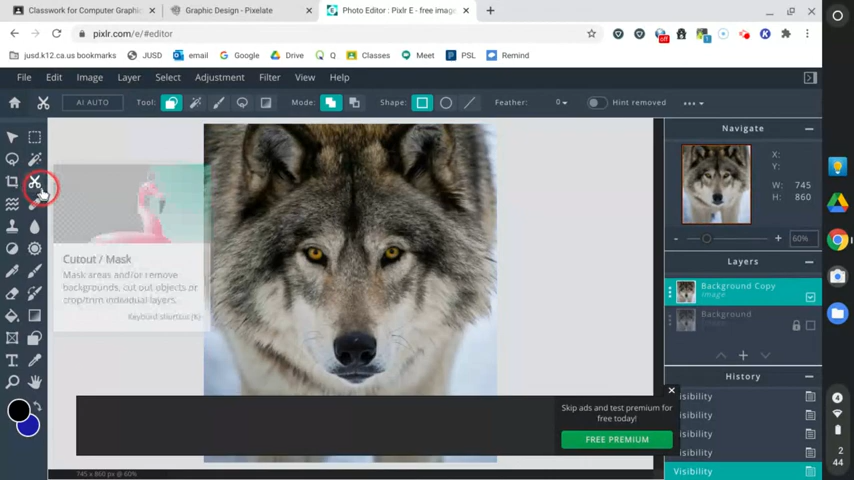 Classwork for Computer Graphic
Graphic Design - Pixelate
Photo Editor : Pixlr E - free imag
pixlr.com/e/#editor
jusd.k12.ca.us bookmarks
JUSD
email
Google
Drive
Q
Classes
Meet
PSL
Remind
off
1
K
File Edit Image Layer Select Adjustment Filter View Help
AI AUTO
Tool:
Mode:
Shape:
Feather: 0
Hint removed
Navigate
X:
Y:
W: 745
H: 860
60%
Layers
Background Copy
Image
Background
History
Visibility
Visibility
Visibility
Visibility
Visibility
Cutout / Mask
Mask areas and/or remove
backgrounds, cut out objects or
crop/trim individual layers.
Skip ads and test premium for
free today!
FREE PREMIUM
745 x 860 px @ 60%
4
2
44